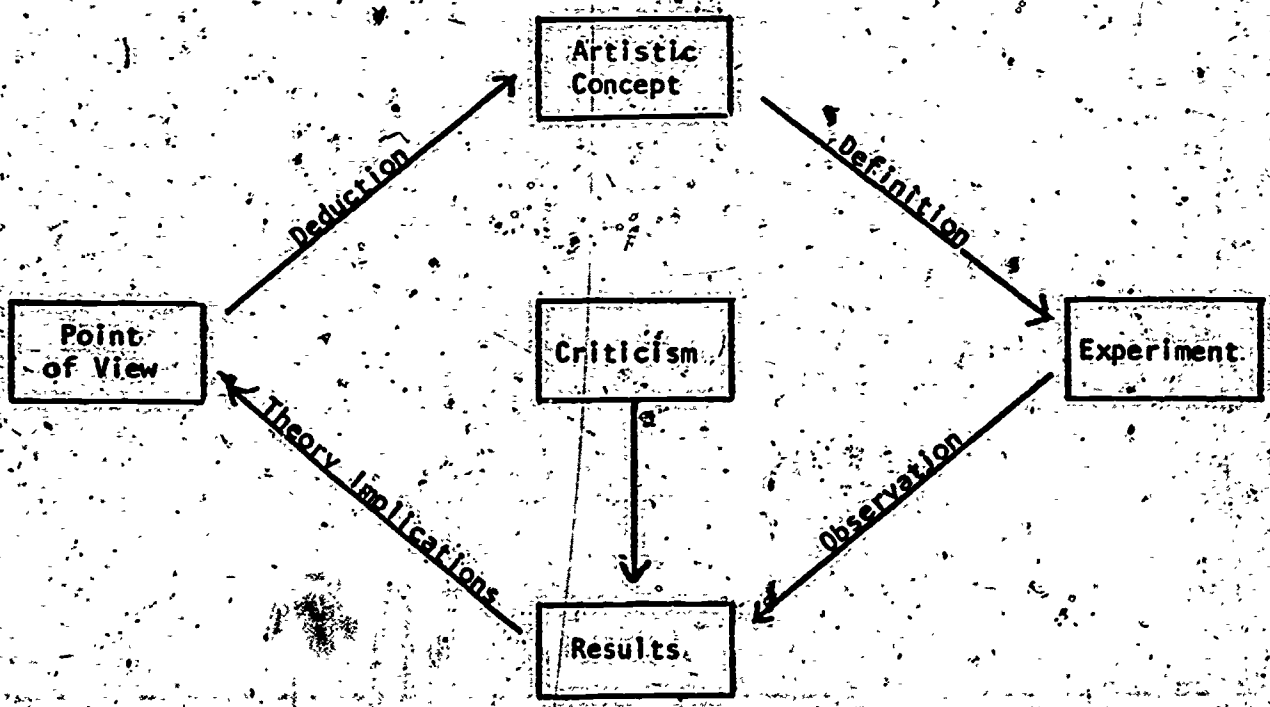 Artistic
Concept
Deduction
Definition
Point
of View
Criticism
Experiment
Theory Implications
Observation
Results